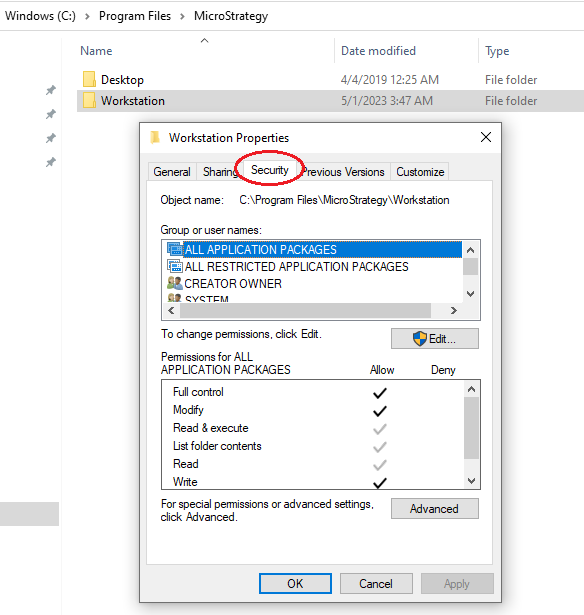 Windows (C:) › Program Files › MicroStrategy
Name Date modified Type
Desktop 4/4/2019 12:25 AM File folder
Workstation 5/1/2023 3:47 AM File folder
Workstation Properties
General Sharing Security Previous Versions Customize
Object name: C:\Program Files\MicroStrategy\Workstation
Group or user names:
ALL APPLICATION PACKAGES
ALL RESTRICTED APPLICATION PACKAGES
CREATOR OWNER
SYSTEM
To change permissions, click Edit.
Edit...
Permissions for ALL
APPLICATION PACKAGES Allow Deny
Full control
Modify
Read & execute
List folder contents
Read
Write
For special permissions or advanced settings,
click Advanced.
Advanced
OK Cancel Apply